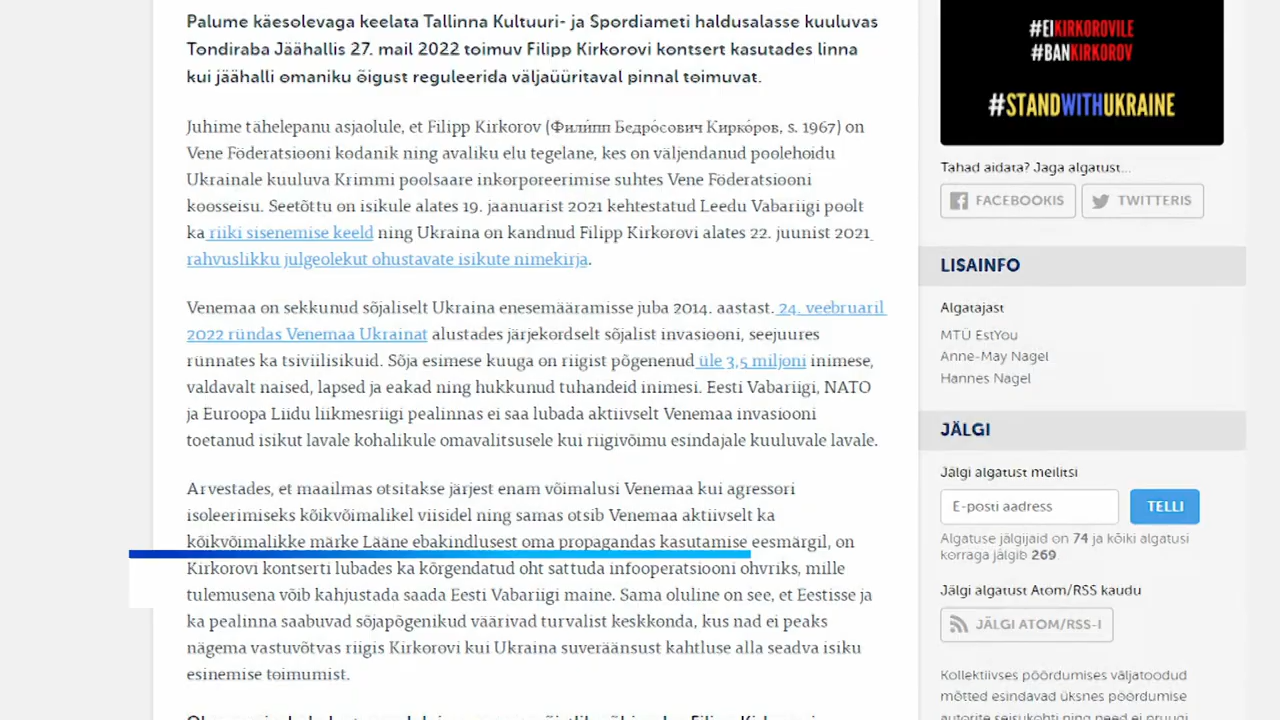 Palume käesolevaga keelata Tallinna Kultuuri- ja Spordiameti haldusalasse kuuluvas
Tondiraba Jäähallis 27. mail 2022 toimuv Filipp Kirkorovi kontsert kasutades linna
kui jäähalli omaniku õigust reguleerida väljaüüritaval pinnal toimuvat.
Juhime tähelepanu asjaolule, et Filipp Kirkorov (Фили́пп Бедро́сович Кирко́ров, s. 1967) on
Vene Föderatsiooni kodanik ning avaliku elu tegelane, kes on väljendanud poolehoidu
Ukrainale kuuluva Krimmi poolsaare inkorporeerimise suhtes Vene Föderatsiooni
koosseisu. Seetõttu on isikule alates 19. jaanuarist 2021 kehtestatud Leedu Vabariigi poolt
ka riiki sisenemise keeld ning Ukraina on kandnud Filipp Kirkorovi alates 22. juunist 2021
rahvuslikku julgeolekut ohustavate isikute nimekirja.
Venemaa on sekkunud sõjaliselt Ukraina enesemääramisse juba 2014. aastast. 24. veebruaril
2022 ründas Venemaa Ukrainat alustades järjekordselt sõjalist invasiooni, seejuures
rünnates ka tsiviilisikuid. Sõja esimese kuuga on riigist põgenenud üle 3,5 miljoni inimese,
valdavalt naised, lapsed ja eakad ning hukkunud tuhandeid inimesi. Eesti Vabariigi, NATO
ja Euroopa Liidu liikmesriigi pealinnas ei saa lubada aktiivselt Venemaa invasiooni
toetanud isikut lavale kohalikule omavalitsusele kui riigivõimu esindajale kuuluvale lavale.
Arvestades, et maailmas otsitakse järjest enam võimalusi Venemaa kui agressori
isoleerimiseks kõikvõimalikel viisidel ning samas otsib Venemaa aktiivselt ka
kõikvõimalikke märke Lääne ebakindlusest oma propagandas kasutamise eesmärgil, on
Kirkorovi kontserti lubades ka kõrgendatud oht sattuda infooperatsiooni ohvriks, mille
tulemusena võib kahjustada saada Eesti Vabariigi maine. Sama oluline on see, et Eestisse ja
ka pealinna saabuvad sõjapõgenikud väärivad turvalist keskkonda, kus nad ei peaks
nägema vastuvõtvas riigis Kirkorovi kui Ukraina suveräänsust kahtluse alla seadva isiku
esinemise toimumist.
#EIKIRKOROVILE
#BANKIRKOROV
#STANDWITHUKRAINE
Tahad aidata? Jaga algatust...
FACEBOOKIS TWITTERIS
LISAINFO
Algatajast
MTÜ EstYou
Anne-May Nagel
Hannes Nagel
JÄLGI
Jälgi algatust meilitsi
E-posti aadress TELLI
Algatuse jälgijaid on 74 ja kõiki algatusi
korraga jälgib 269.
Jälgi algatust Atom/RSS kaudu
JÄLGI ATOM/RSS-I
Kollektiivses pöördumises väljatoodud
mõtted esindavad üksnes pöördumise
autorite seisukohti ning need ei pruugi